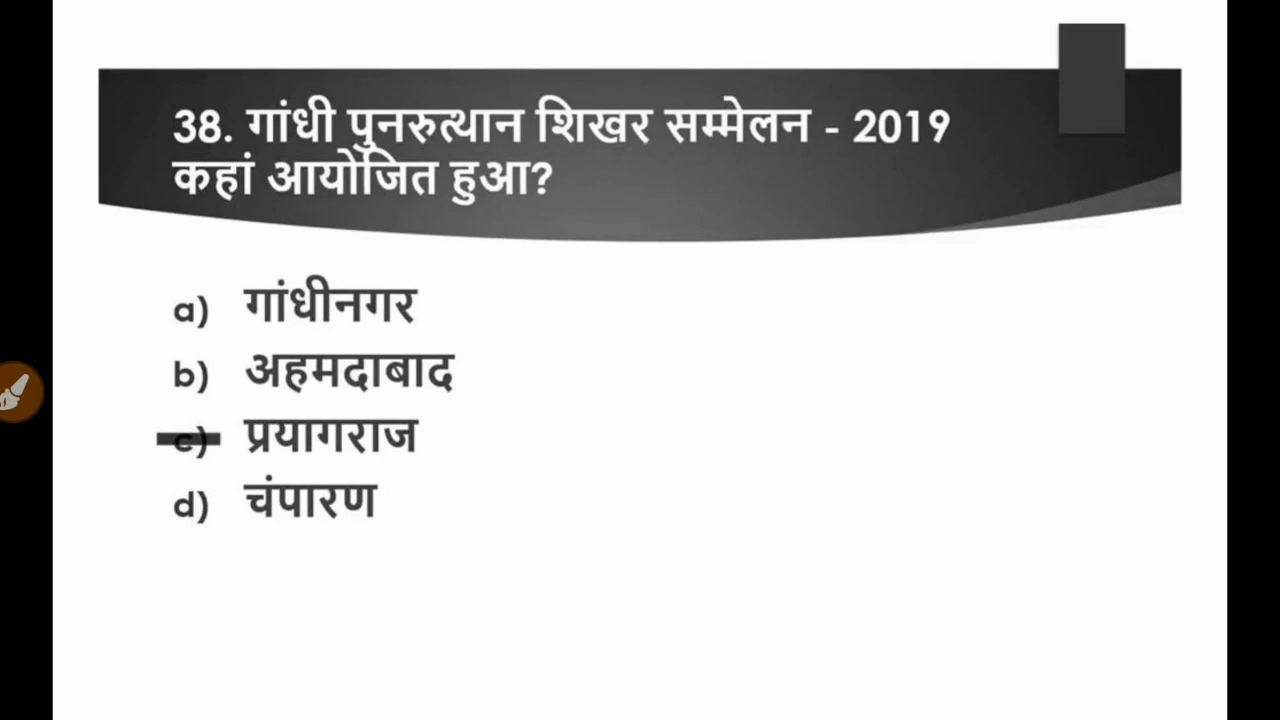 38. गांधी पुनरुत्थान शिखर सम्मेलन - 2019
कहां आयोजित हुआ?
a) गांधीनगर
b) अहमदाबाद
c) प्रयागराज
d) चंपारण